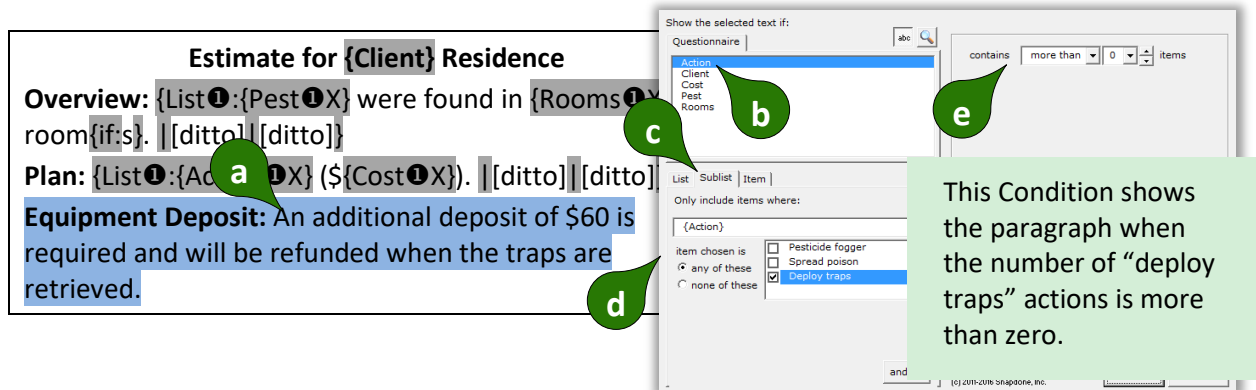 Estimate for {Client} Residence
Overview: {List❶:{Pest❶X} were found in {Rooms❶X
room{if:s}. |[ditto]|[ditto]}
Plan: {List❶: ❶X} (${Cost❶X}). |[ditto]|[ditto]
Equipment Deposit: An additional deposit of $60 is
required and will be refunded when the traps are
retrieved.
a
Show the selected text if:
Questionnaire
abc
Action
Client
Cost
Pest
Rooms
b
c
List Sublist Item
Only include items where:
{Action}
item chosen is
any of these
none of these
Pesticide fogger
Spread poison
Deploy traps
d
and
contains more than 0 items
e
This Condition shows
the paragraph when
the number of “deploy
traps” actions is more
than zero.
(c) 2011-2016 Snapdone, Inc.